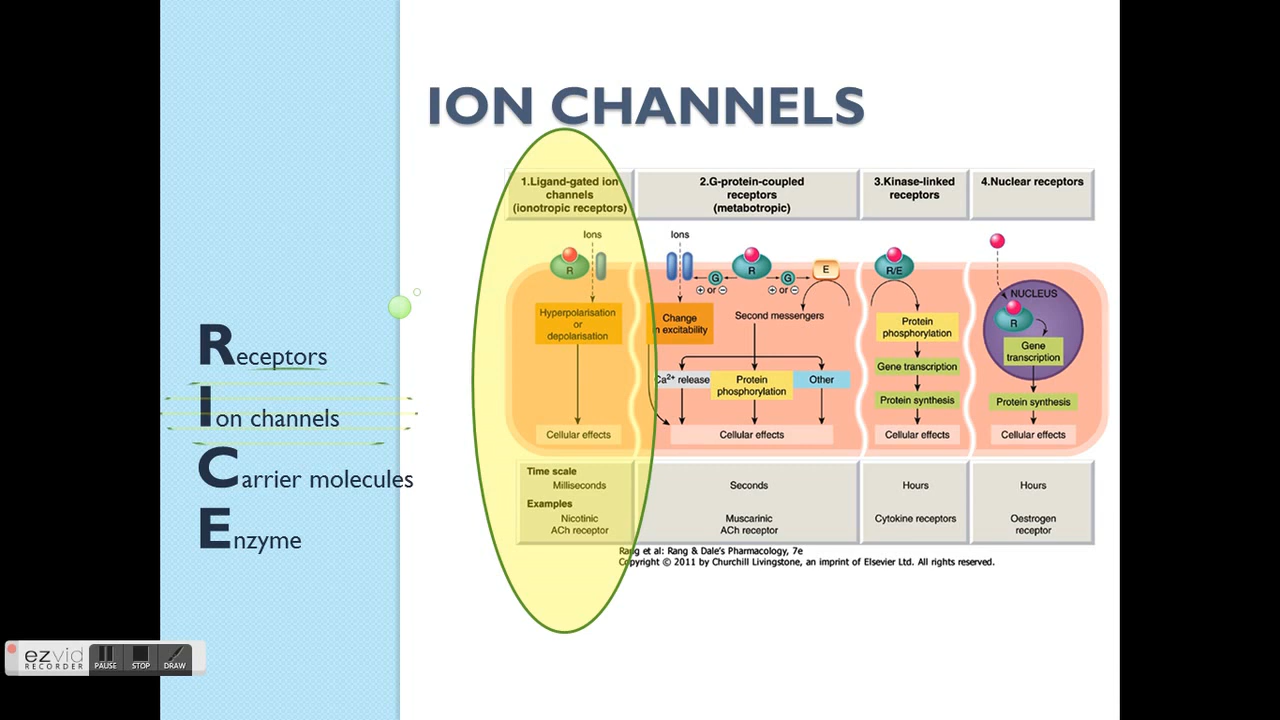 ION CHANNELS
Receptors
Ion channels
Carrier molecules
Enzyme
1.Ligand-gated ion
channels
(ionotropic receptors)
2.G-protein-coupled
receptors
(metabotropic)
3.Kinase-linked
receptors
4.Nuclear receptors
Ions
R
Hyperpolarisation
or
depolarisation
Cellular effects
Ions
G
+ or −
R
G
+ or −
E
Change
in excitability
Second messengers
Ca²⁺ release
Protein
phosphorylation
Other
Cellular effects
R/E
Protein
phosphorylation
Gene transcription
Protein synthesis
Cellular effects
NUCLEUS
R
Gene
transcription
Protein synthesis
Cellular effects
Time scale
Milliseconds
Seconds
Hours
Hours
Examples
Nicotinic
ACh receptor
Muscarinic
ACh receptor
Cytokine receptors
Oestrogen
receptor
Rang et al: Rang & Dale's Pharmacology, 7e
Copyright © 2011 by Churchill Livingstone, an imprint of Elsevier Ltd. All rights reserved.
ezvid
RECORDER
PAUSE
STOP
DRAW